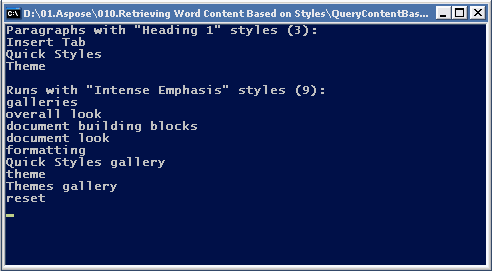 D:\01.Aspose\010.Retrieving Word Content Based on Styles\QueryContentBas...
Paragraphs with "Heading 1" styles (3):
Insert Tab
Quick Styles
Theme
Runs with "Intense Emphasis" styles (9):
galleries
overall look
document building blocks
document look
formatting
Quick Styles gallery
theme
Themes gallery
reset